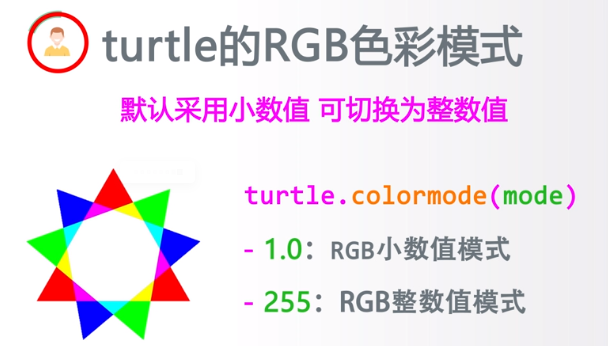 turtle的RGB色彩模式
默认采用小数值 可切换为整数值
turtle.colormode(mode)
- 1.0：RGB小数值模式
- 255：RGB整数值模式